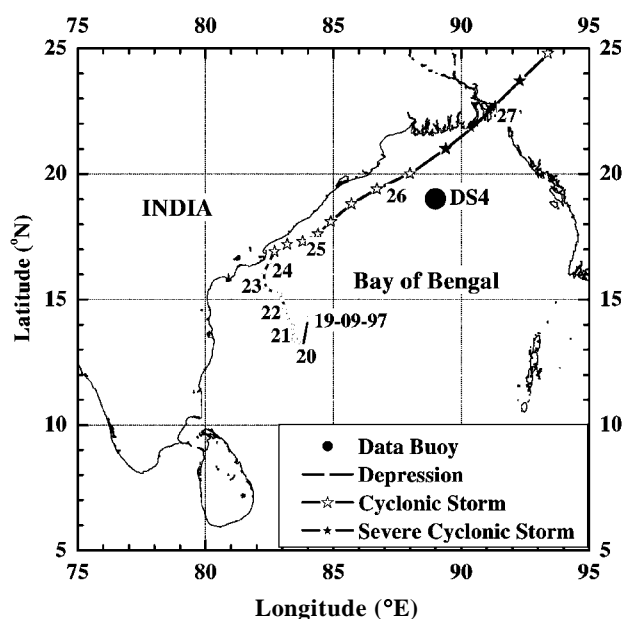 75 80 85 90 95
25 25
20 20
15 15
10 10
5 5
75 80 85 90 95
Latitude (°N)
Longitude (°E)
INDIA
Bay of Bengal
DS4
27
26
25
24
23
22
21
20
19-09-97
Data Buoy
Depression
Cyclonic Storm
Severe Cyclonic Storm